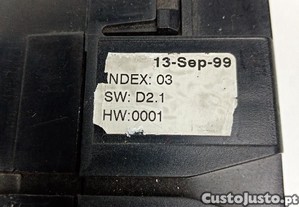 13-Sep-99
INDEX: 03
SW: D2.1
HW:0001
CustoJusto.pt